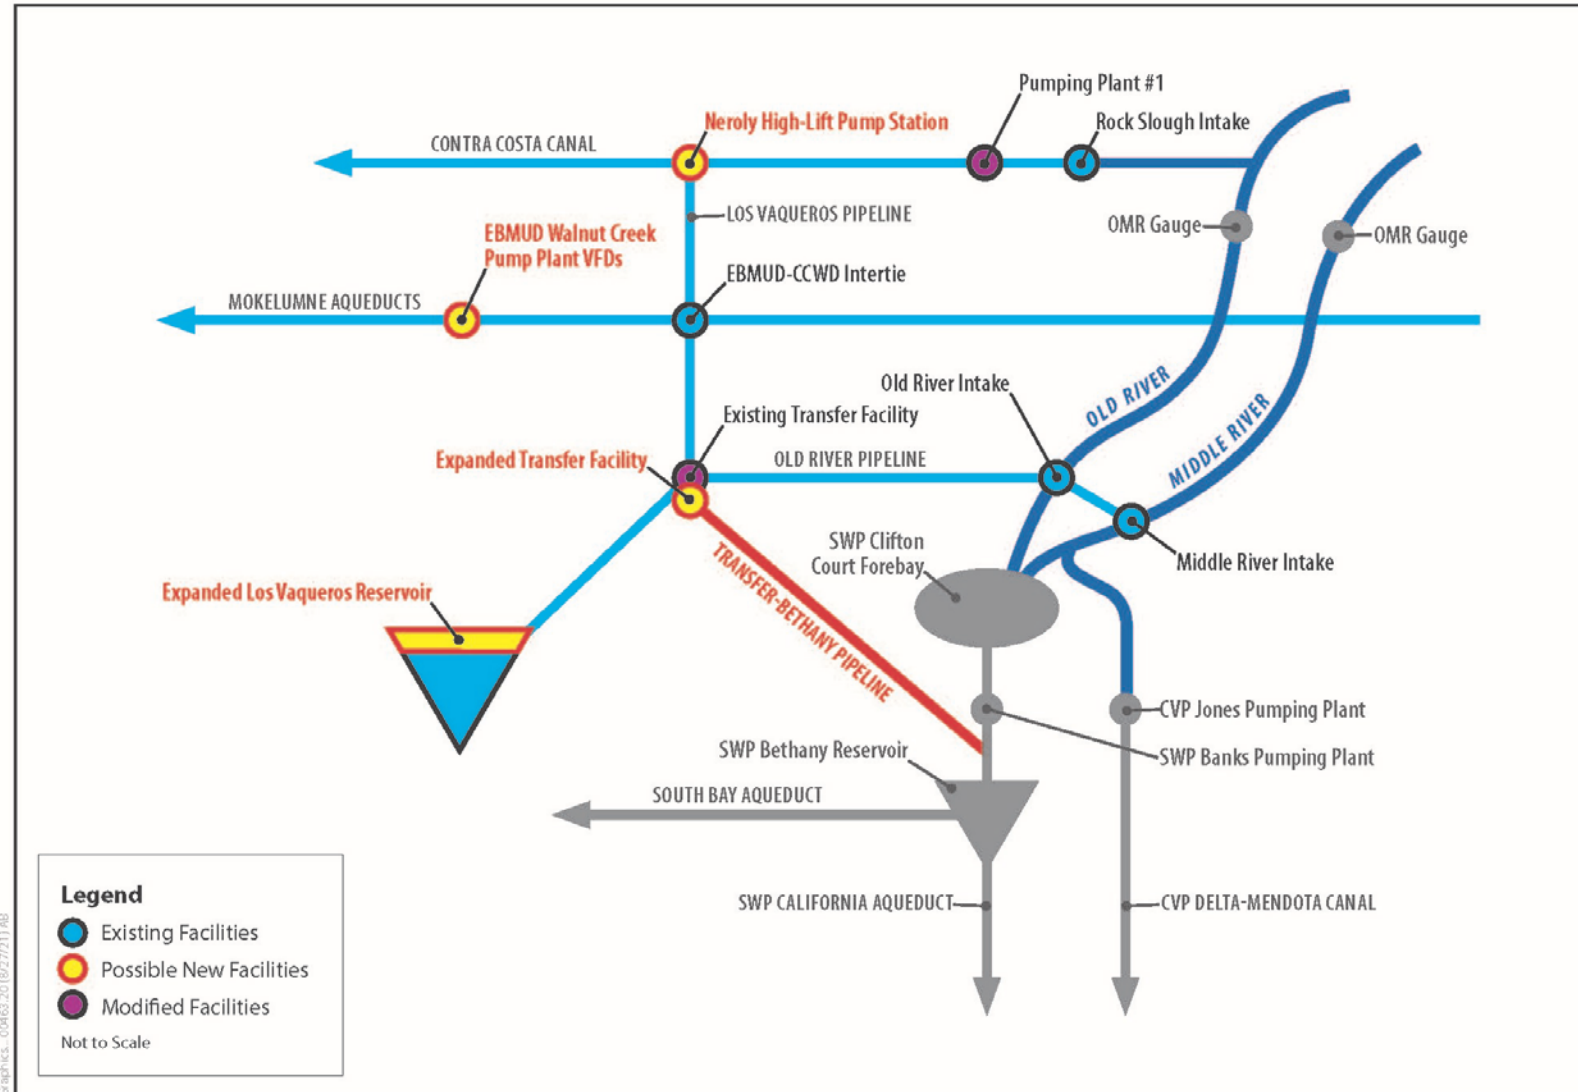 Pumping Plant #1
Neroly High-Lift Pump Station
Rock Slough Intake
CONTRA COSTA CANAL
LOS VAQUEROS PIPELINE
OMR Gauge
OMR Gauge
EBMUD Walnut Creek
Pump Plant VFDs
EBMUD-CCWD Intertie
MOKELUMNE AQUEDUCTS
Old River Intake
OLD RIVER
MIDDLE RIVER
Existing Transfer Facility
Expanded Transfer Facility
OLD RIVER PIPELINE
SWP Clifton
Court Forebay
Middle River Intake
TRANSFER-BETHANY PIPELINE
Expanded Los Vaqueros Reservoir
CVP Jones Pumping Plant
SWP Bethany Reservoir
SWP Banks Pumping Plant
SOUTH BAY AQUEDUCT
SWP CALIFORNIA AQUEDUCT
CVP DELTA-MENDOTA CANAL
Legend
Existing Facilities
Possible New Facilities
Modified Facilities
Not to Scale